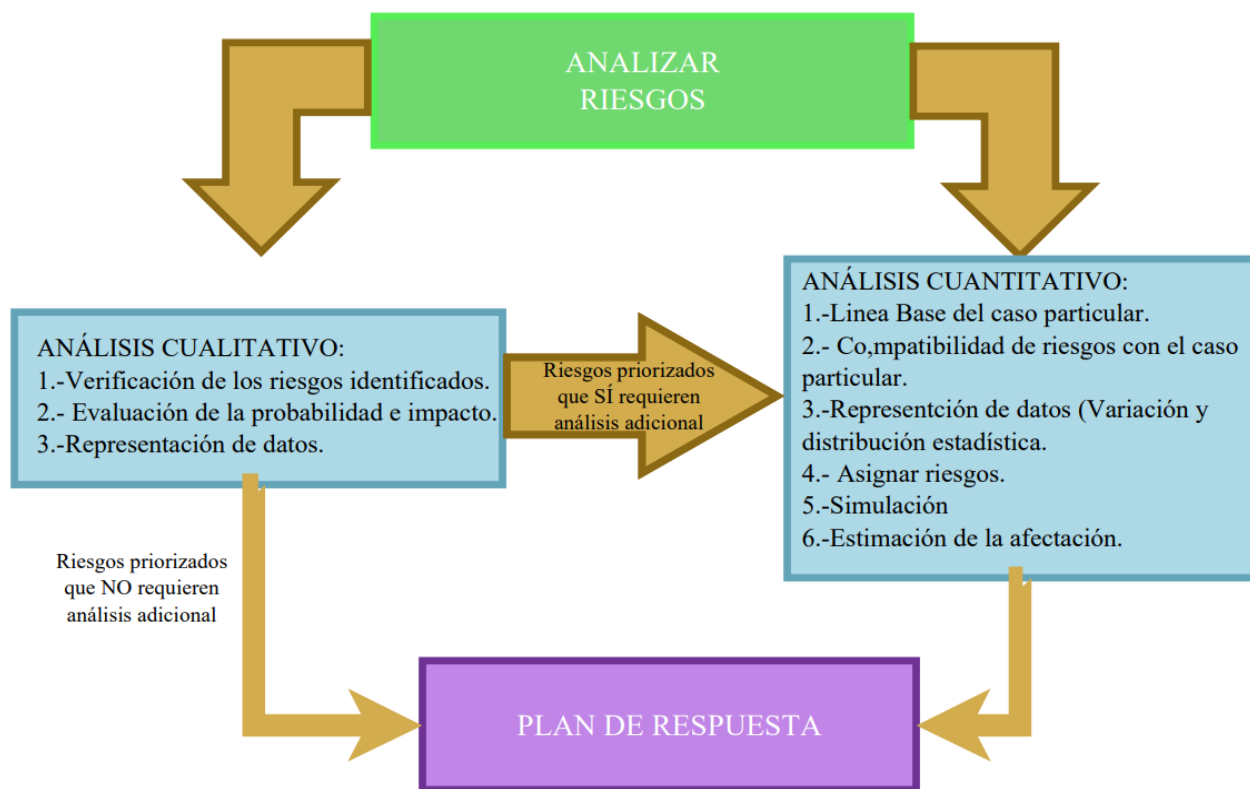 ANALIZAR
RIESGOS
ANÁLISIS CUALITATIVO:
1.-Verificación de los riesgos identificados.
2.- Evaluación de la probabilidad e impacto.
3.-Representación de datos.
Riesgos priorizados
que SÍ requieren
análisis adicional
ANÁLISIS CUANTITATIVO:
1.-Linea Base del caso particular.
2.- Co,mpatibilidad de riesgos con el caso
particular.
3.-Represintción de datos (Variación y
distribución estadística.
4.- Asignar riesgos.
5.-Simulación
6.-Estimación de la afectación.
Riesgos priorizados
que NO requieren
análisis adicional
PLAN DE RESPUESTA